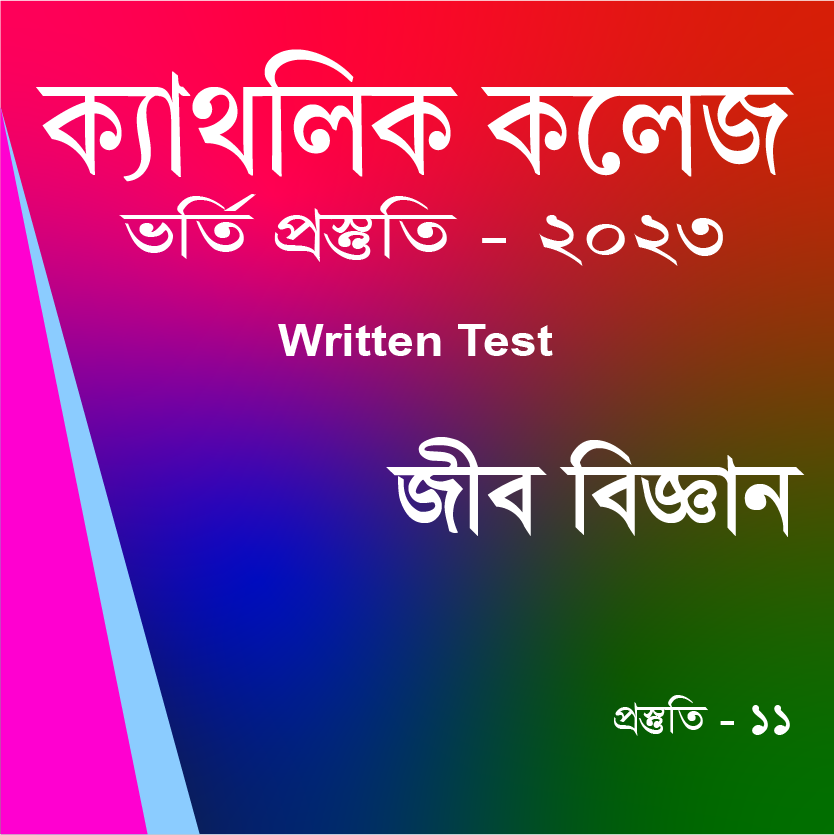 ক্যাথলিক কলেজ
ভর্তি প্রস্তুতি - ২০২৩
Written Test
জীব বিজ্ঞান
প্রস্তুতি - ১১